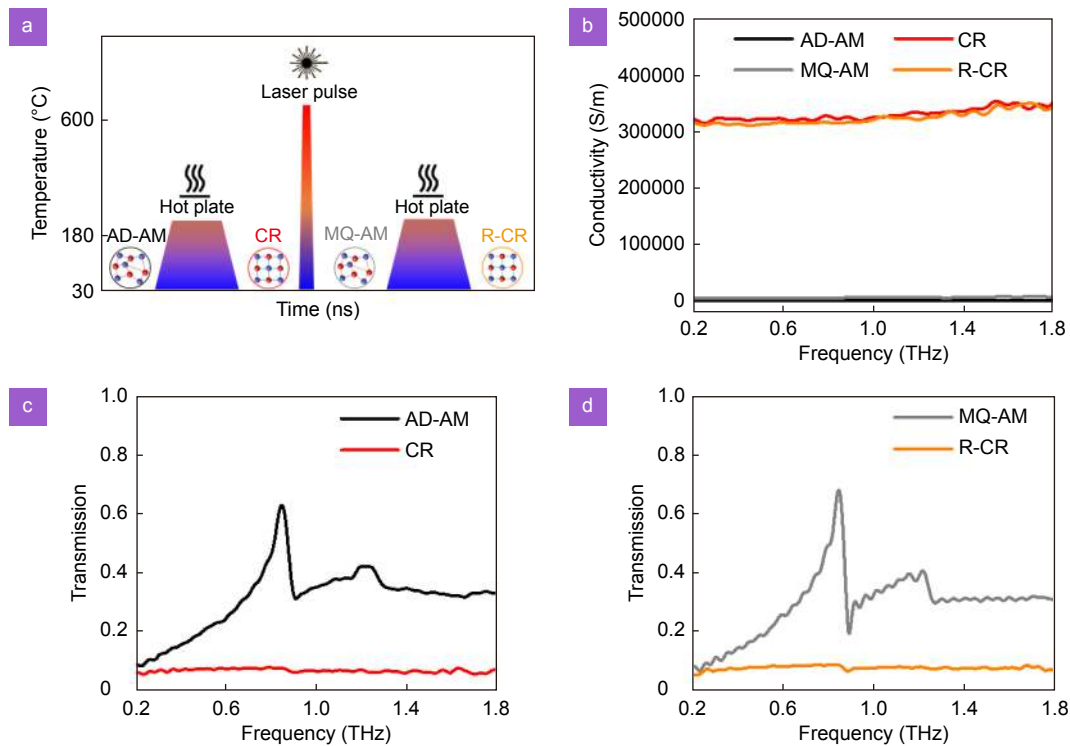 a
Temperature (°C)
600
180
30
Laser pulse
Hot plate
Hot plate
AD-AM
CR
MQ-AM
R-CR
Time (ns)
b
Conductivity (S/m)
500000
400000
300000
200000
100000
0
AD-AM
CR
MQ-AM
R-CR
0.2 0.6 1.0 1.4 1.8
Frequency (THz)
c
Transmission
1.0
0.8
0.6
0.4
0.2
0
AD-AM
CR
0.2 0.6 1.0 1.4 1.8
Frequency (THz)
d
Transmission
1.0
0.8
0.6
0.4
0.2
0
MQ-AM
R-CR
0.2 0.6 1.0 1.4 1.8
Frequency (THz)